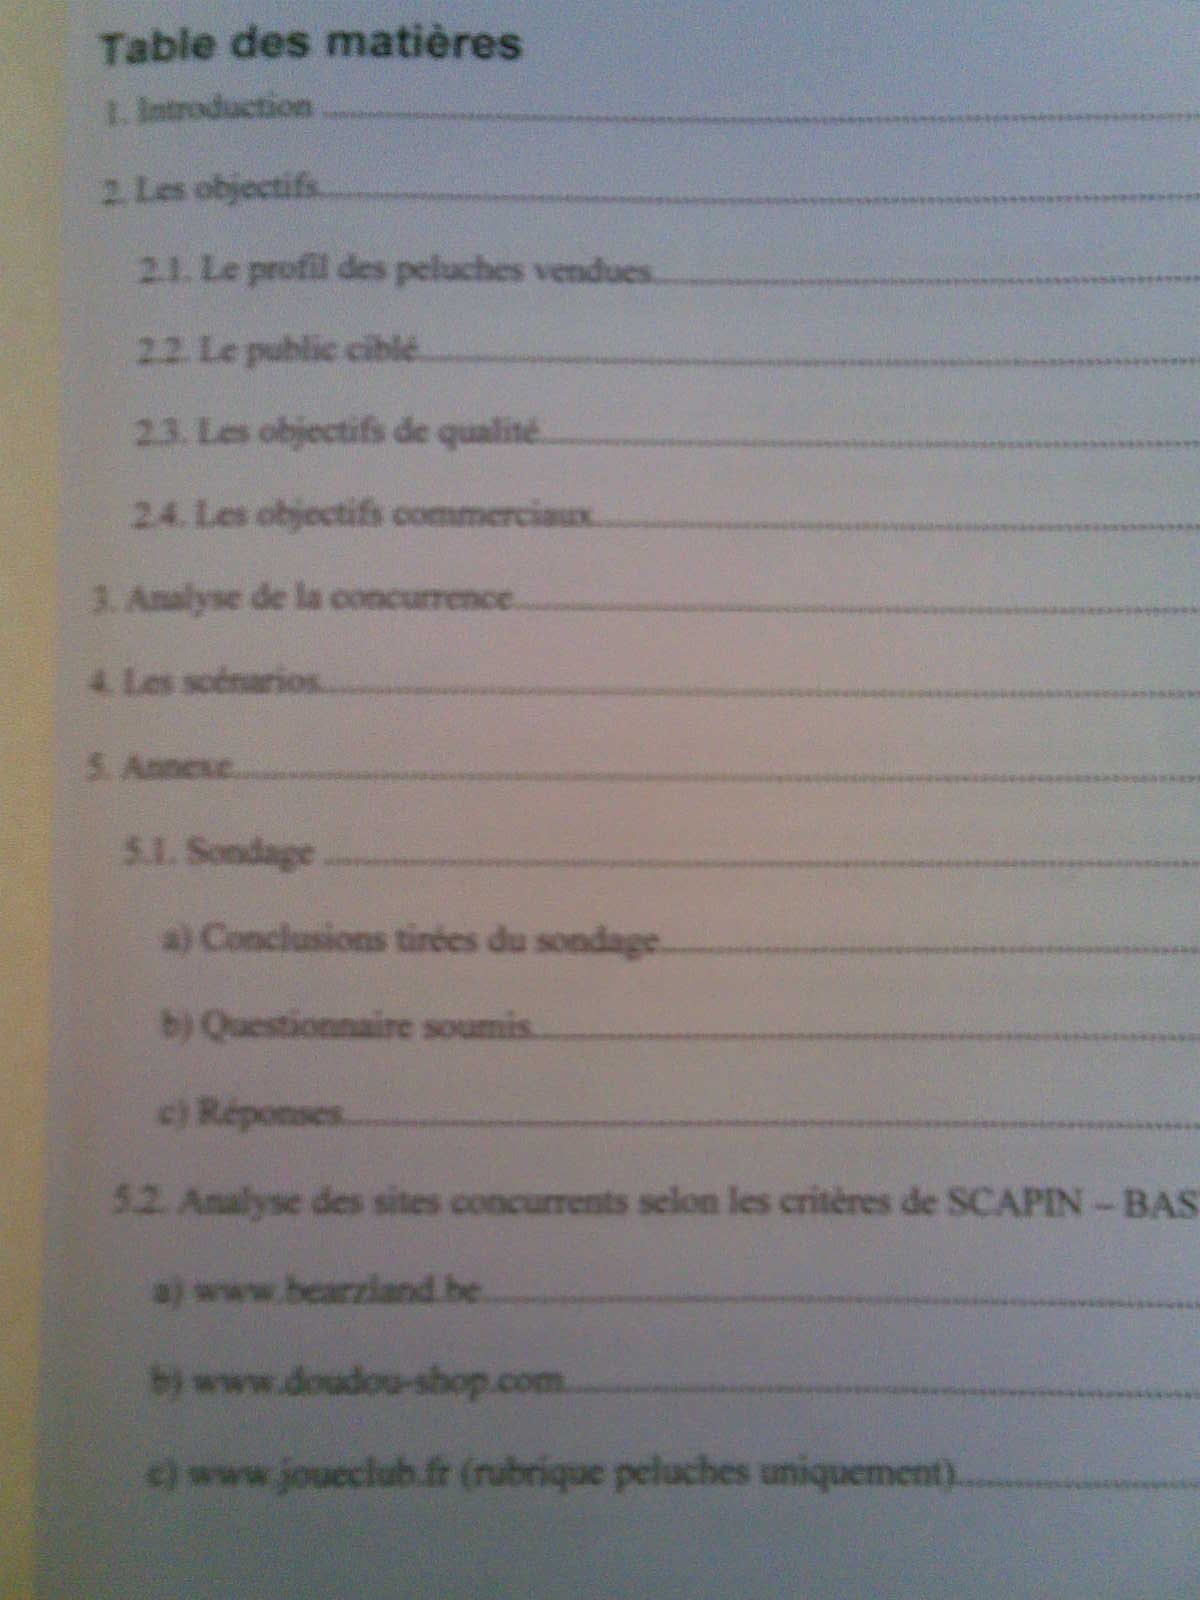 Table des matières
1. Introduction
2. Les objectifs
2.1. Le profil des peluches vendues
2.2. Le public ciblé
2.3. Les objectifs de qualité
2.4. Les objectifs commerciaux
3. Analyse de la concurrence
4. Les scénarios
5. Annexe
5.1. Sondage
a) Conclusions tirées du sondage
b) Questionnaire soumis
c) Réponses
5.2. Analyse des sites concurrents selon les critères de SCAPIN – BAS
a) www.bearzland.be
b) www.doudou-shop.com
c) www.joueclub.fr (rubrique peluches uniquement)